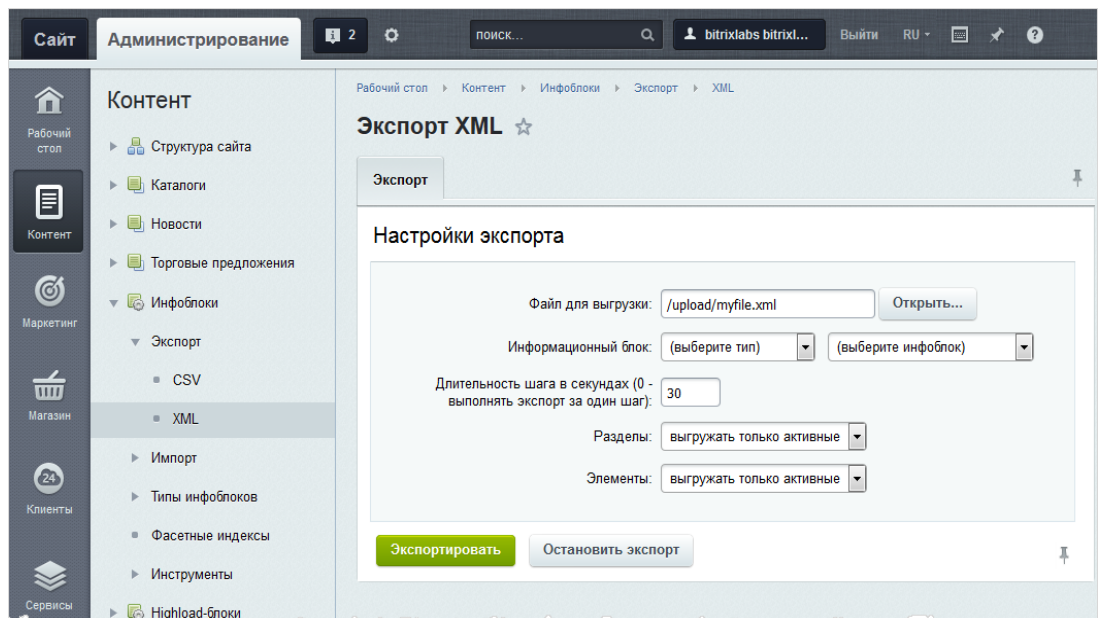 Сайт
Администрирование
2
поиск...
bitrixlabs bitrixl...
Выйти
RU
?
Рабочий
стол
Контент
Маркетинг
Магазин
24
Клиенты
Сервисы
Контент
Структура сайта
Каталоги
Новости
Торговые предложения
Инфоблоки
Экспорт
CSV
XML
Импорт
Типы инфоблоков
Фасетные индексы
Инструменты
Highload-блоки
Рабочий стол Контент Инфоблоки Экспорт XML
Экспорт XML
Экспорт
Настройки экспорта
Файл для выгрузки: /upload/myfile.xml Открыть...
Информационный блок: (выберите тип) (выберите инфоблок)
Длительность шага в секундах (0 -
выполнять экспорт за один шаг): 30
Разделы: выгружать только активные
Элементы: выгружать только активные
Экспортировать Остановить экспорт